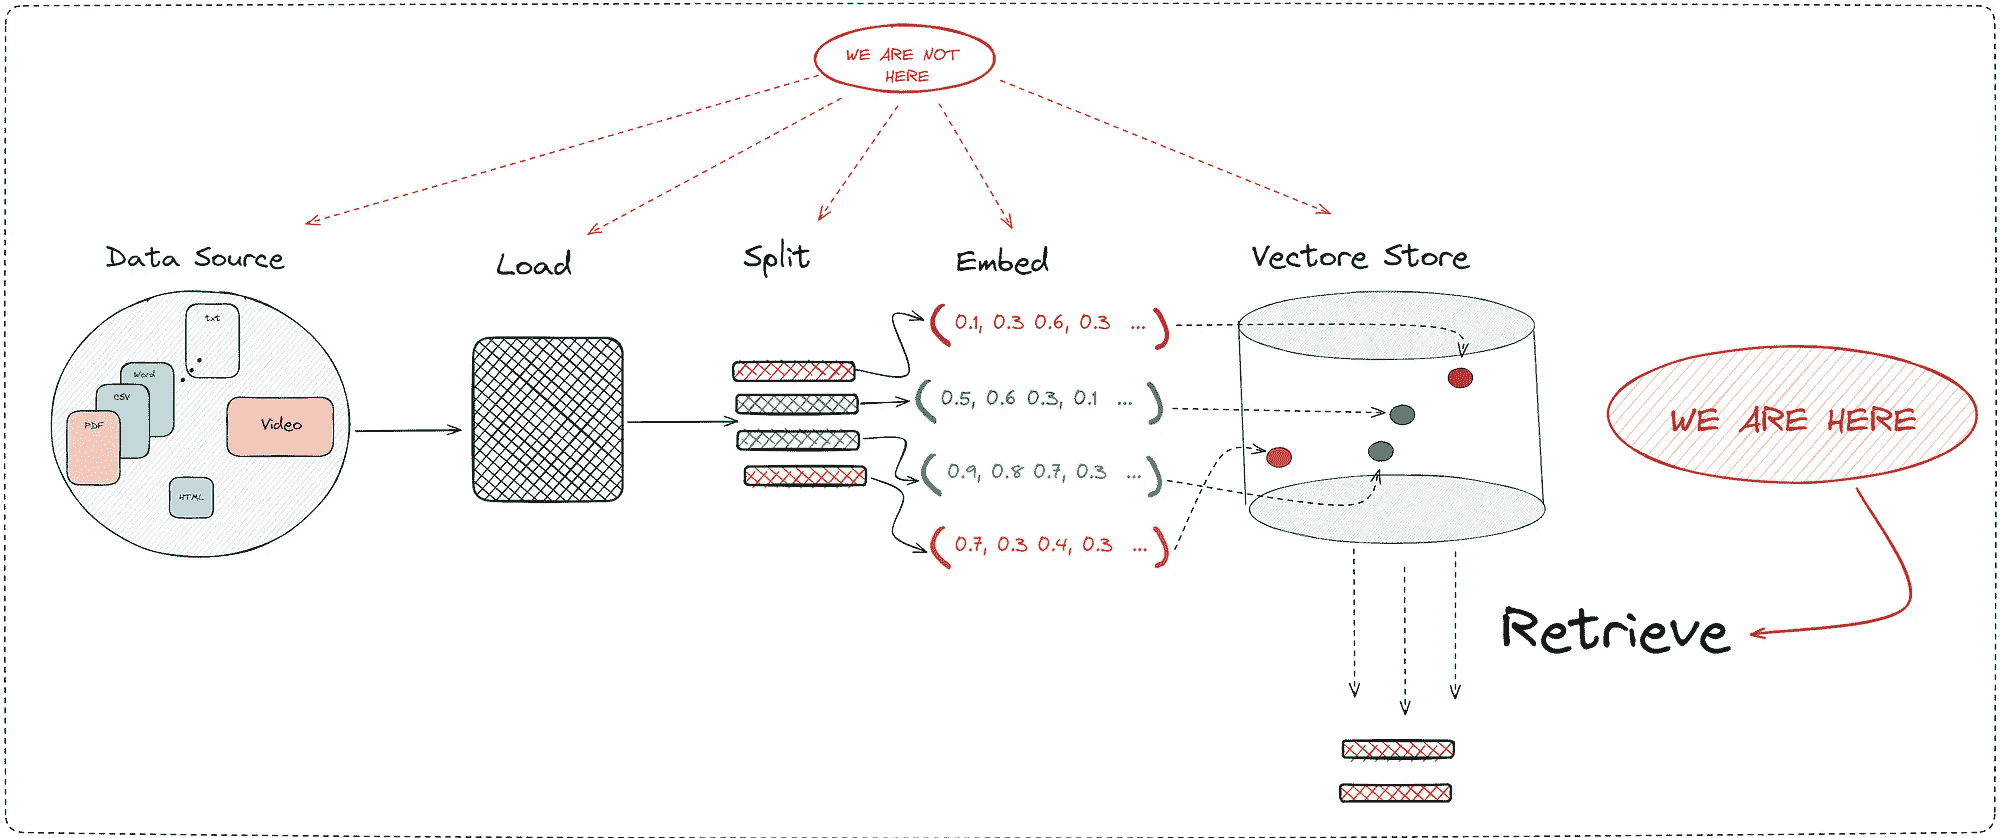 WE ARE NOT
HERE
Data Source
Load
Split
Embed
Vectore Store
txt
Word
CSV
PDF
Video
HTML
0.1, 0.3 0.6, 0.3 ...
0.5, 0.6 0.3, 0.1 ...
0.9, 0.8 0.7, 0.3 ...
0.7, 0.3 0.4, 0.3 ...
WE ARE HERE
Retrieve